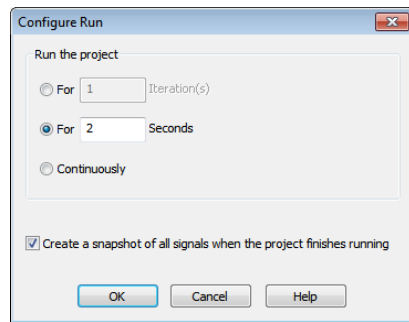 Configure Run
Run the project
For 1 Iteration(s)
For 2 Seconds
Continuously
Create a snapshot of all signals when the project finishes running
OK Cancel Help